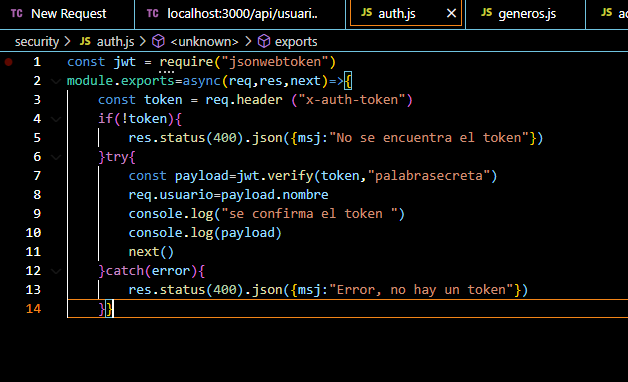 TC New Request
TC localhost:3000/api/usuari..
JS auth.js
JS generos.js
JS
security > JS auth.js > <unknown> > exports
1 const jwt = require("jsonwebtoken")
2 module.exports=async(req,res,next)=>{
3 const token = req.header ("x-auth-token")
4 if(!token){
5 res.status(400).json({msj:"No se encuentra el token"})
6 }try{
7 const payload=jwt.verify(token,"palabrasecreta")
8 req.usuario=payload.nombre
9 console.log("se confirma el token ")
10 console.log(payload)
11 next()
12 }catch(error){
13 res.status(400).json({msj:"Error, no hay un token"})
14 }}